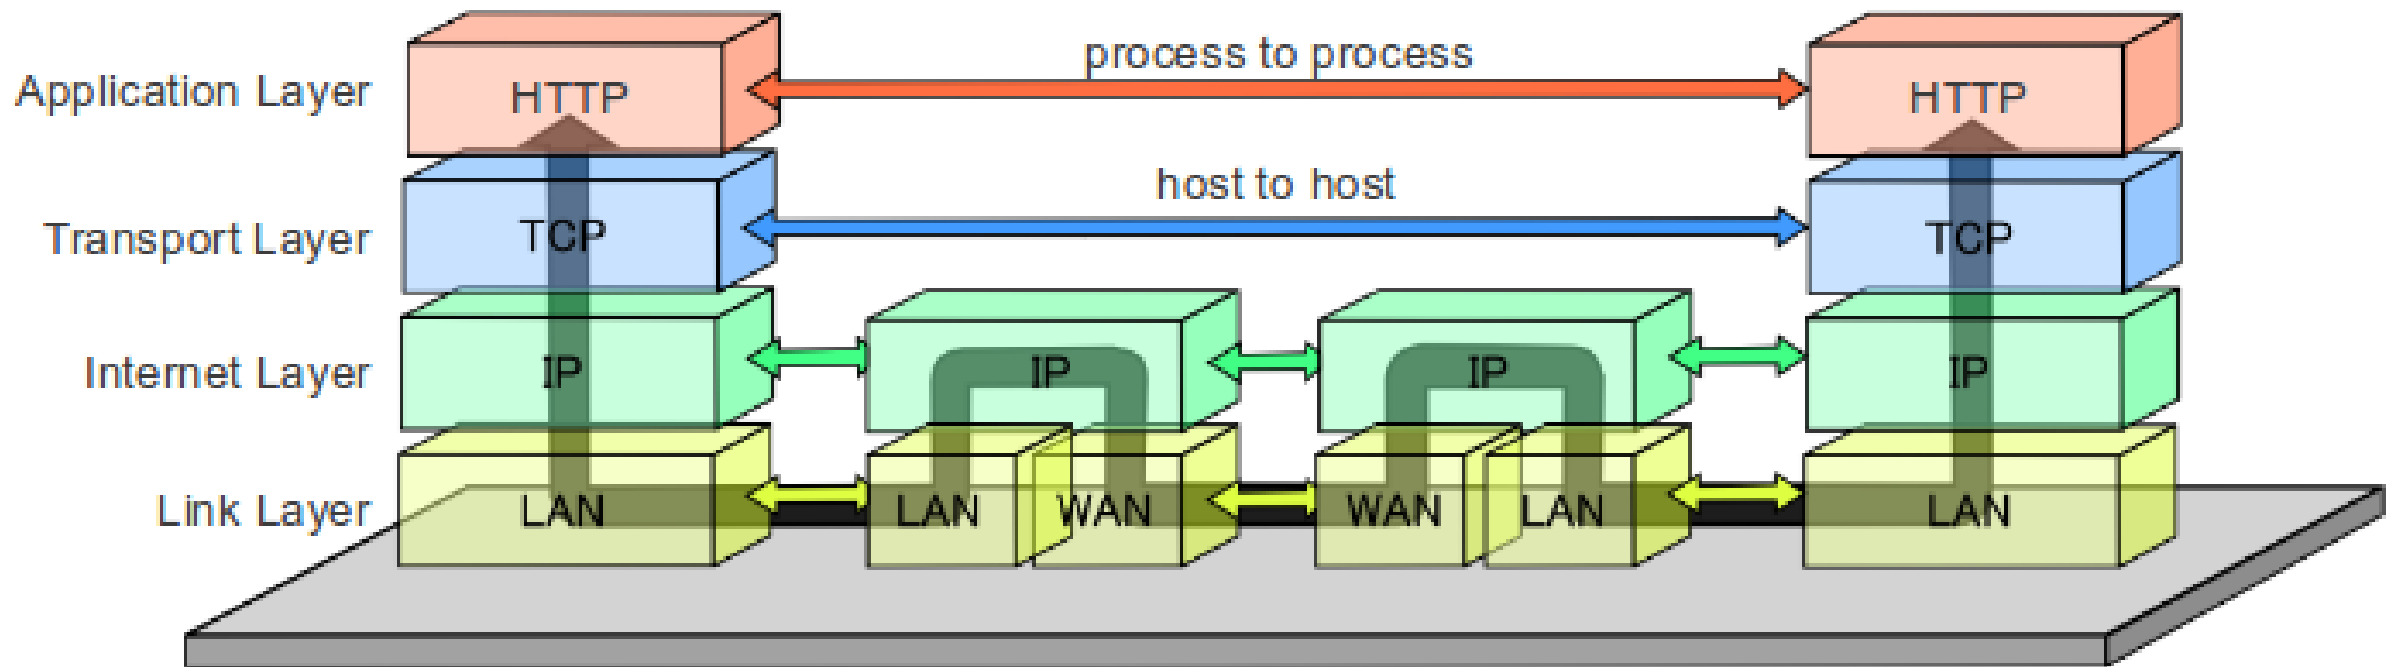 process to process
Application Layer HTTP HTTP
host to host
Transport Layer TCP TCP
Internet Layer IP IP IP IP
Link Layer LAN LAN WAN WAN LAN LAN